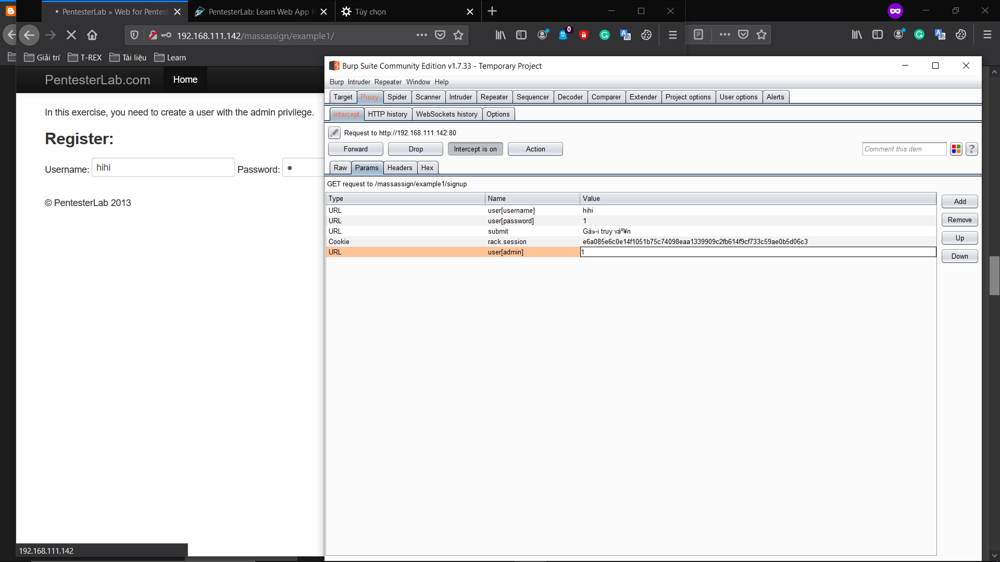 PentesterLab » Web for Pentest
PentesterLab: Learn Web App P
Tùy chọn
192.168.111.142/massassign/example1/
0
Giải trí
T-REX
Tài liệu
Learn
PentesterLab.com
Home
In this exercise, you need to create a user with the admin privilege.
Register:
Username: hihi Password: ●
© PentesterLab 2013
192.168.111.142
Burp Suite Community Edition v1.7.33 - Temporary Project
Burp Intruder Repeater Window Help
Target Proxy Spider Scanner Intruder Repeater Sequencer Decoder Comparer Extender Project options User options Alerts
Intercept HTTP history WebSockets history Options
Request to http://192.168.111.142:80
Forward Drop Intercept is on Action Comment this item ?
Raw Params Headers Hex
GET request to /massassign/example1/signup
Type Name Value
URL user[username] hihi
URL user[password] 1
URL submit Gá»-i truy váº¥n
Cookie rack.session e6a085e6c0e14f1051b75c74098eaa1339909c2fb614f9cf733c59ae0b5d06c3
URL user[admin] 1
Add
Remove
Up
Down